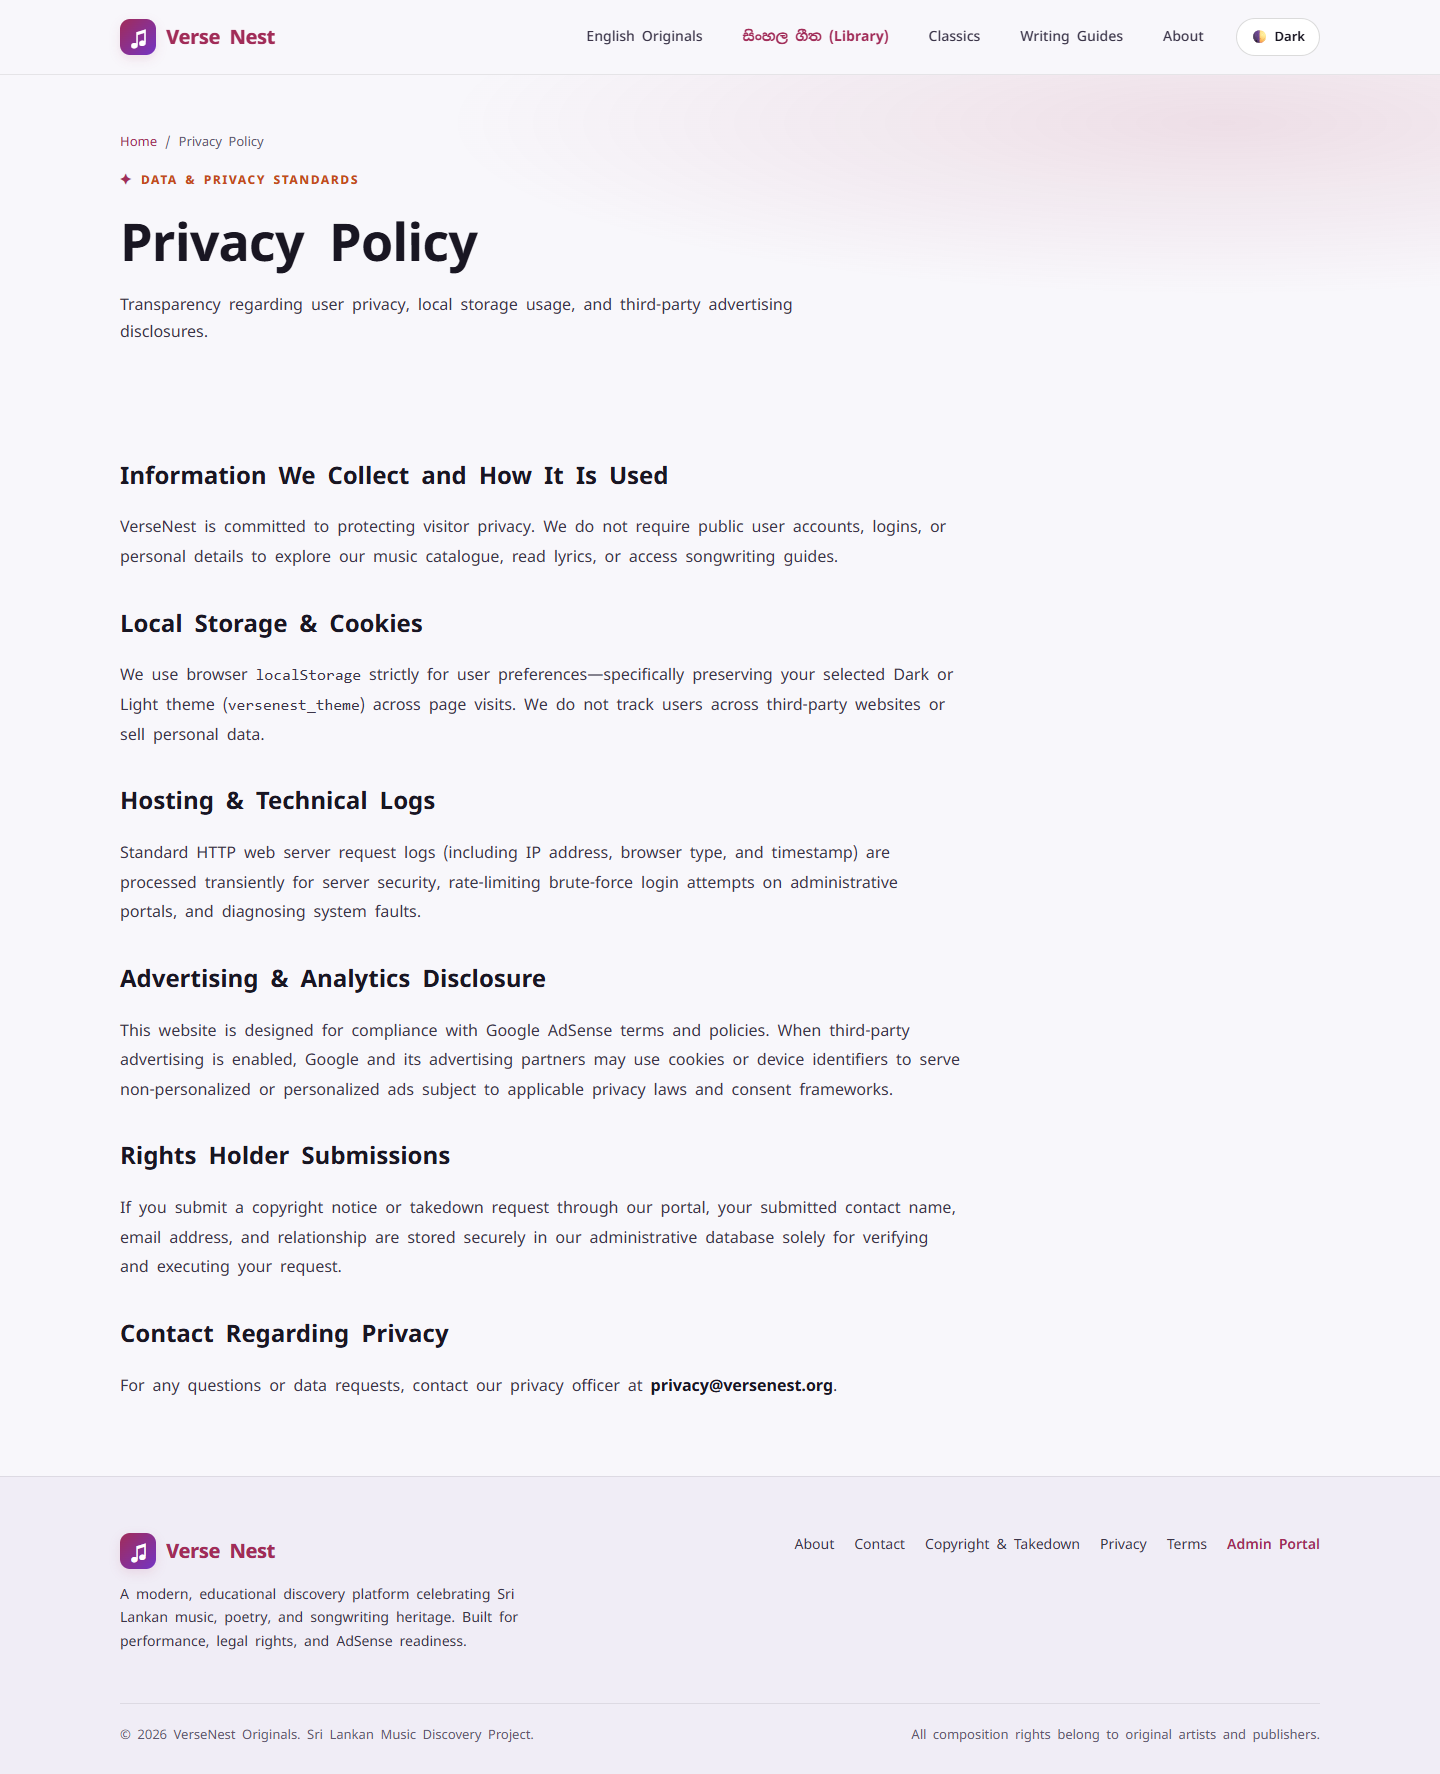 Verse Nest
English Originals
සිංහල ගීත (Library)
Classics
Writing Guides
About
Dark
Home / Privacy Policy
✦ DATA & PRIVACY STANDARDS
Privacy Policy
Transparency regarding user privacy, local storage usage, and third-party advertising
disclosures.
Information We Collect and How It Is Used
VerseNest is committed to protecting visitor privacy. We do not require public user accounts, logins, or
personal details to explore our music catalogue, read lyrics, or access songwriting guides.
Local Storage & Cookies
We use browser localStorage strictly for user preferences—specifically preserving your selected Dark or
Light theme (versenest_theme) across page visits. We do not track users across third-party websites or
sell personal data.
Hosting & Technical Logs
Standard HTTP web server request logs (including IP address, browser type, and timestamp) are
processed transiently for server security, rate-limiting brute-force login attempts on administrative
portals, and diagnosing system faults.
Advertising & Analytics Disclosure
This website is designed for compliance with Google AdSense terms and policies. When third-party
advertising is enabled, Google and its advertising partners may use cookies or device identifiers to serve
non-personalized or personalized ads subject to applicable privacy laws and consent frameworks.
Rights Holder Submissions
If you submit a copyright notice or takedown request through our portal, your submitted contact name,
email address, and relationship are stored securely in our administrative database solely for verifying
and executing your request.
Contact Regarding Privacy
For any questions or data requests, contact our privacy officer at privacy@versenest.org.
Verse Nest
About
Contact
Copyright & Takedown
Privacy
Terms
Admin Portal
A modern, educational discovery platform celebrating Sri
Lankan music, poetry, and songwriting heritage. Built for
performance, legal rights, and AdSense readiness.
© 2026 VerseNest Originals. Sri Lankan Music Discovery Project.
All composition rights belong to original artists and publishers.